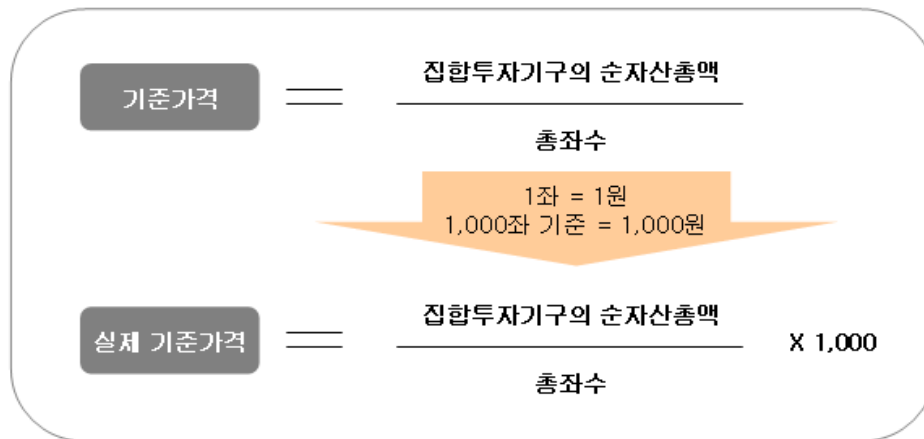 집합투자기구의 순자산총액
기준가격
총좌수
1좌 = 1원
1,000좌 기준 = 1,000원
집합투자기구의 순자산총액
실제 기준가격
X 1,000
총좌수